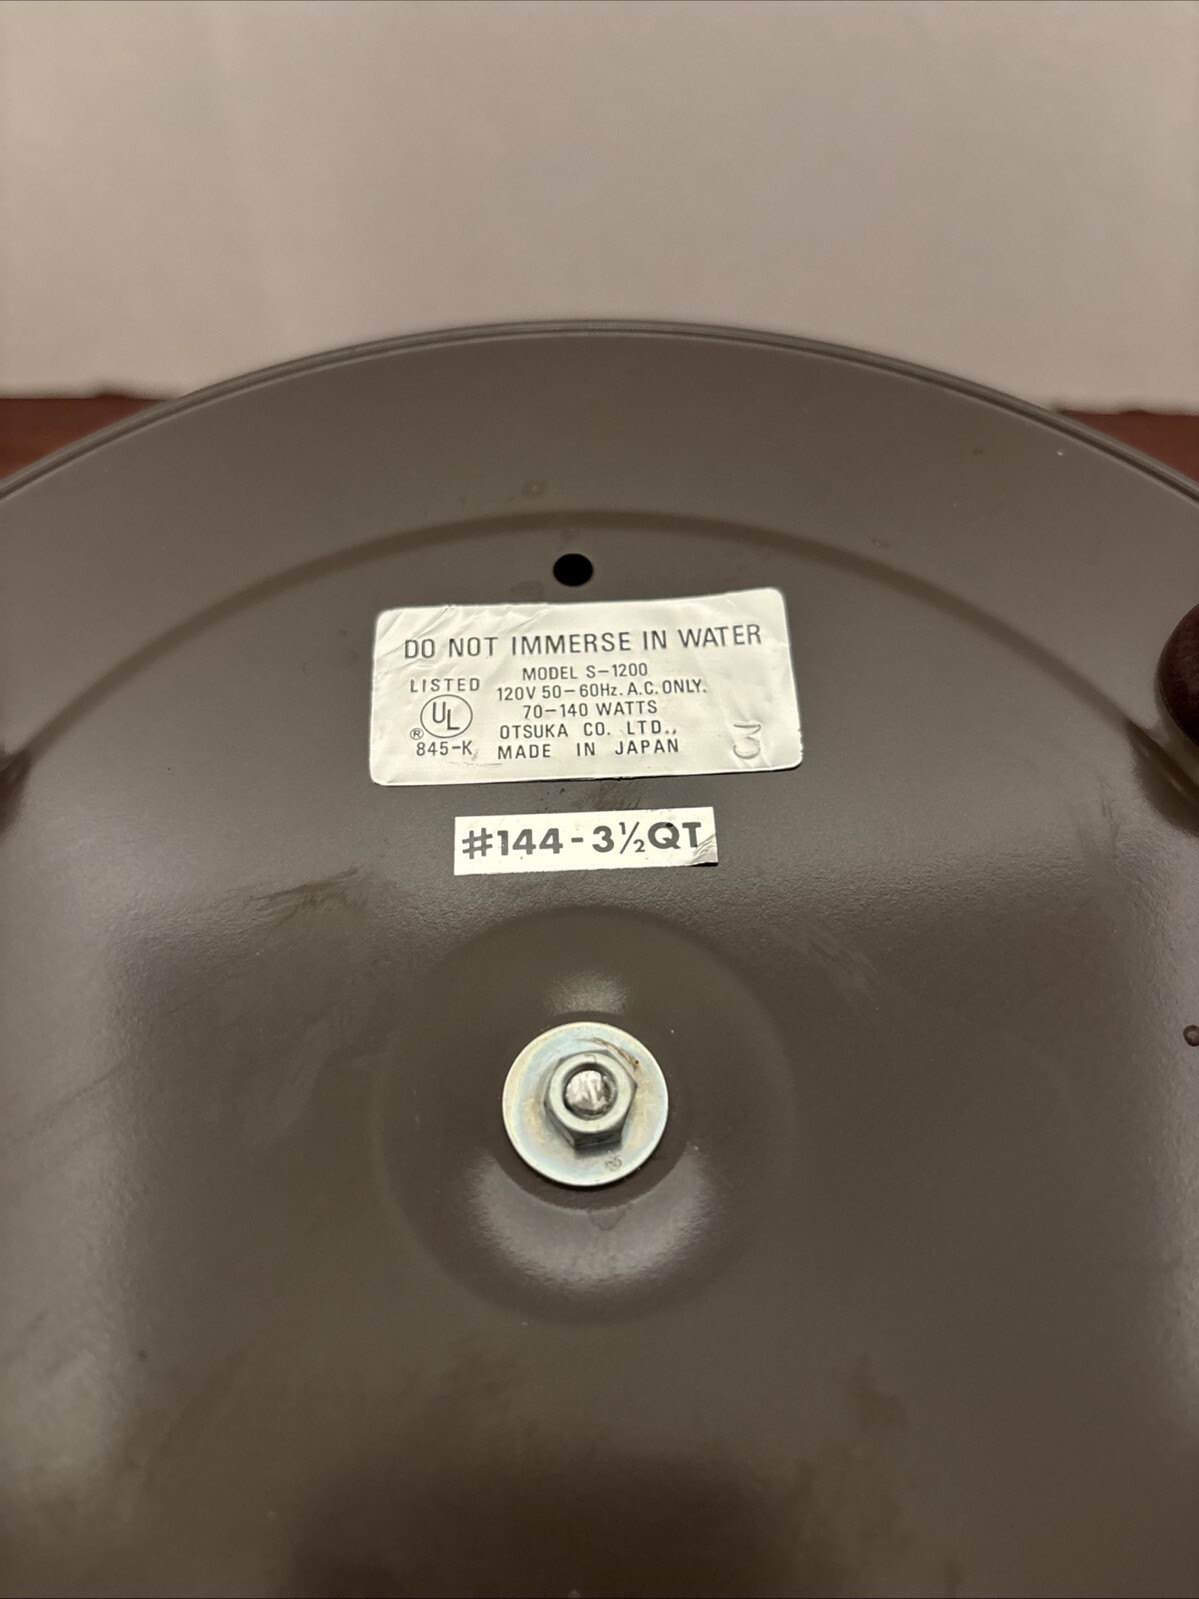 DO NOT IMMERSE IN WATER
MODEL S-1200
LISTED 120V 50-60Hz. A.C. ONLY.
UL 70-140 WATTS
® OTSUKA CO. LTD.,
845-K MADE IN JAPAN
3
#144-3½QT